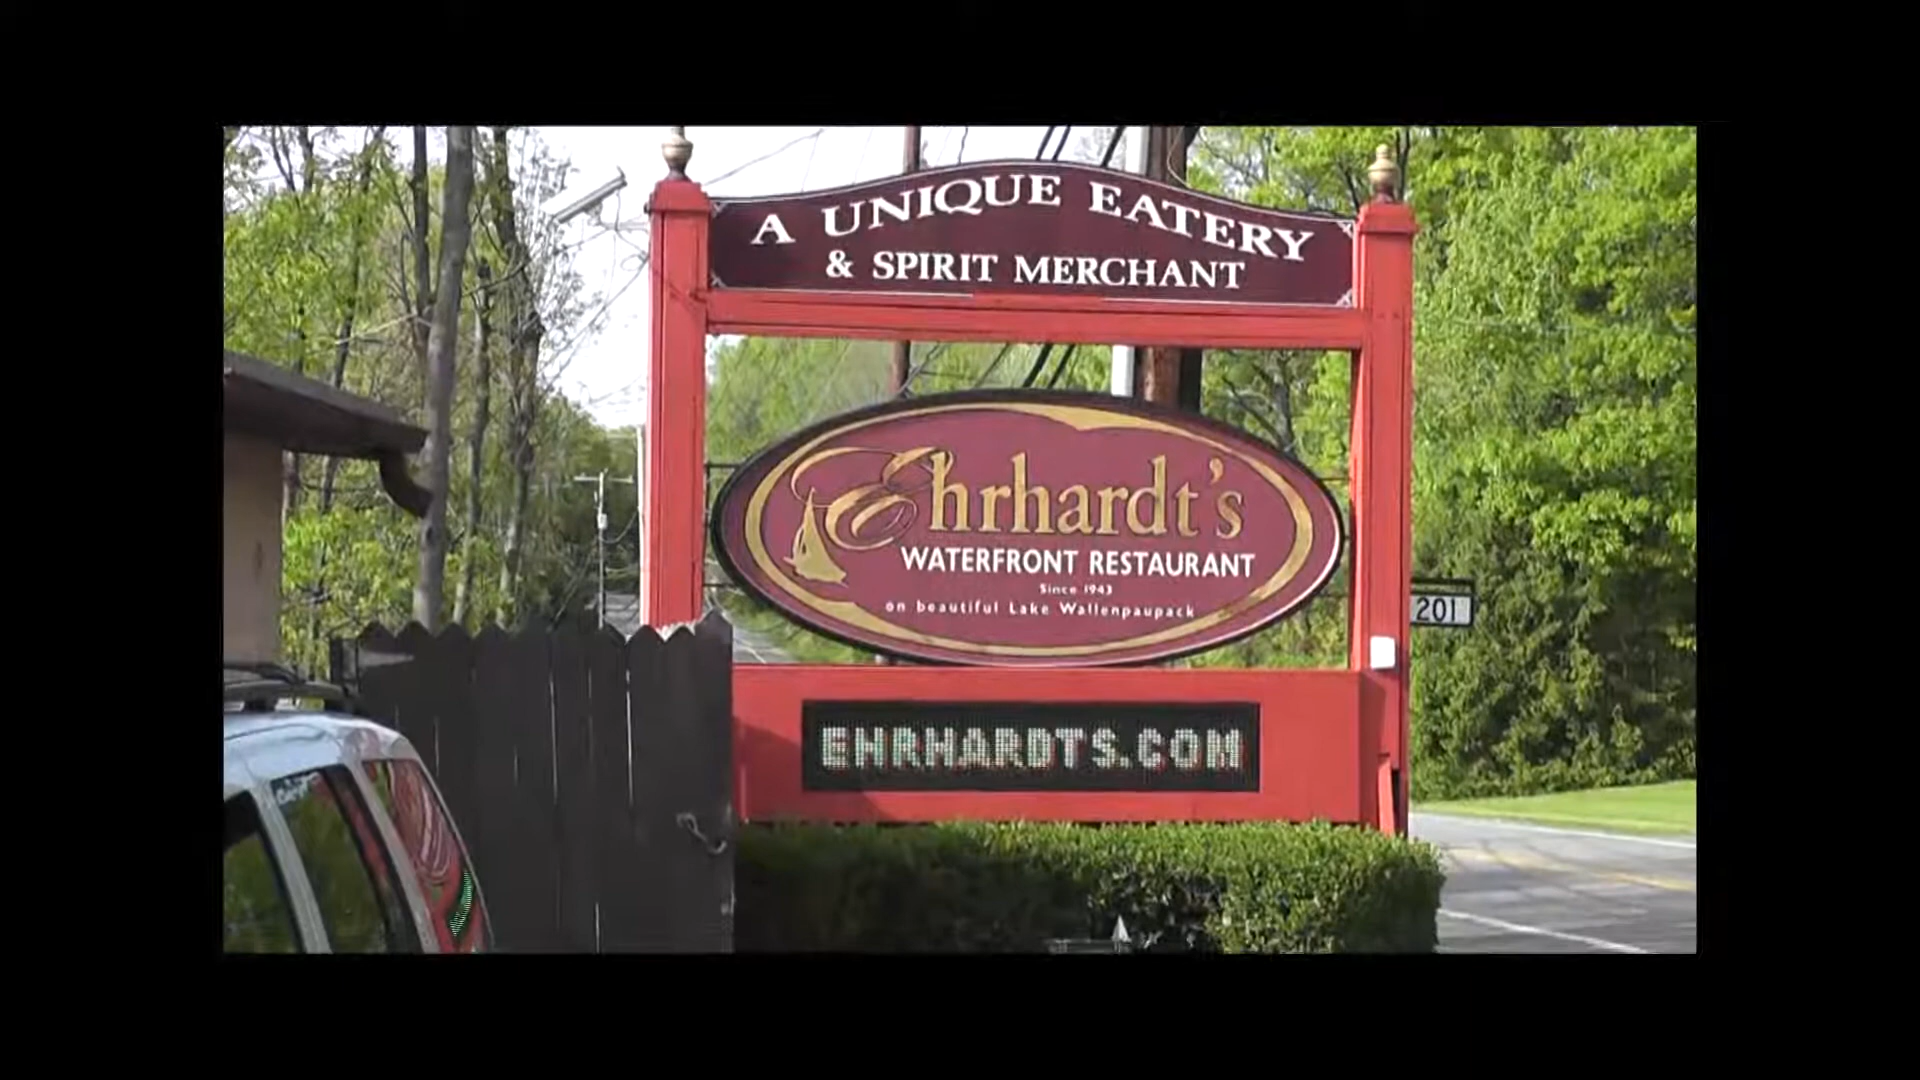 A UNIQUE EATERY
& SPIRIT MERCHANT
Ehrhardt's
WATERFRONT RESTAURANT
Since 1943
on beautiful Lake Wallenpaupack
201
EHRHARDTS.COM